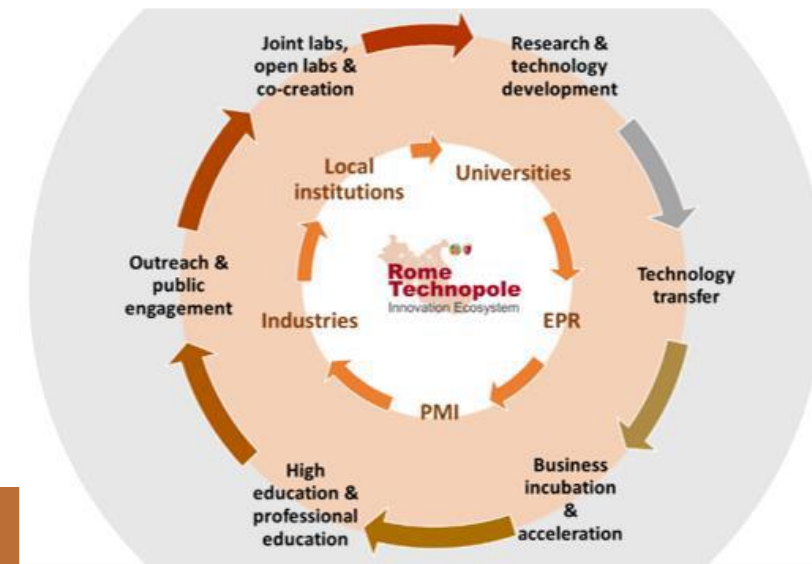 Joint labs,
open labs &
co-creation
Research &
technology
development
Technology
transfer
Business
incubation
&
acceleration
High
education &
professional
education
Outreach &
public
engagement
Local
institutions
Universities
EPR
PMI
Industries
Rome
Technopole
Innovation Ecosystem